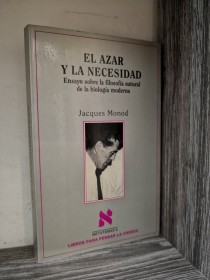 EL AZAR
Y LA NECESIDAD
Ensayo sobre la filosofía natural
de la biología moderna
Jacques Monod
METATEMAS 6
LIBROS PARA PENSAR LA CIENCIA